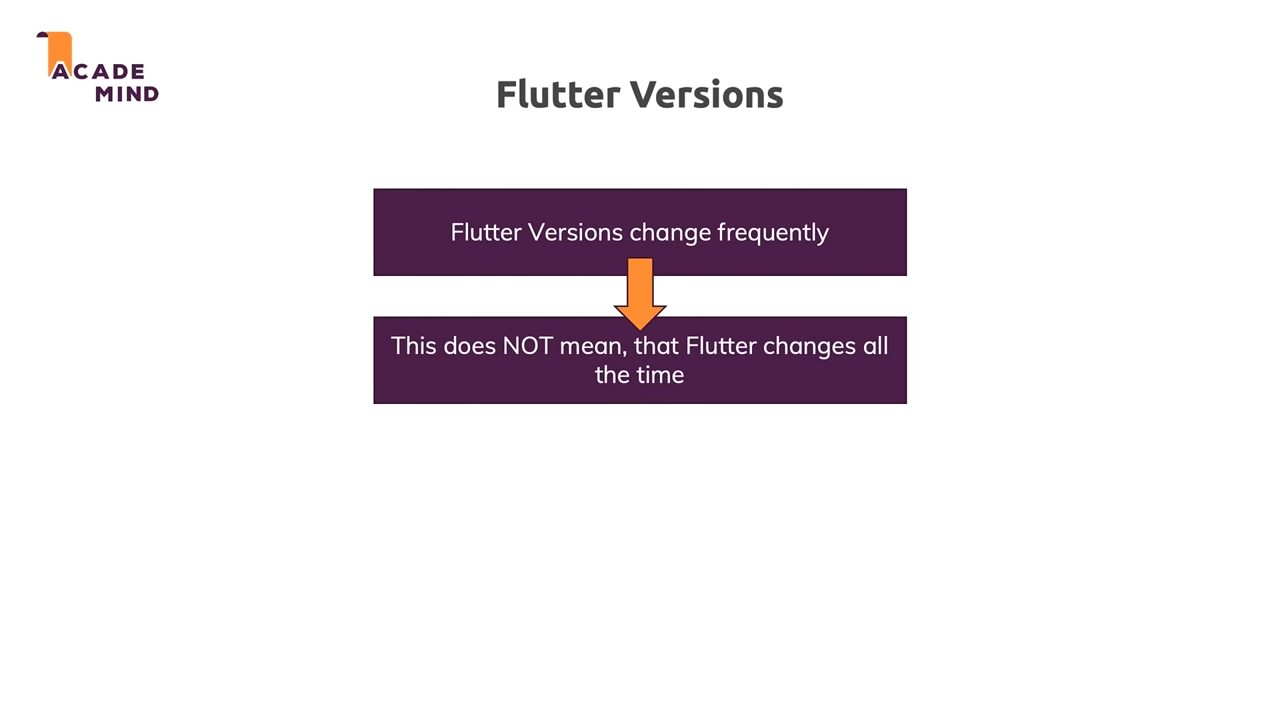 ACADE
MIND
Flutter Versions
Flutter Versions change frequently
This does NOT mean, that Flutter changes all
the time